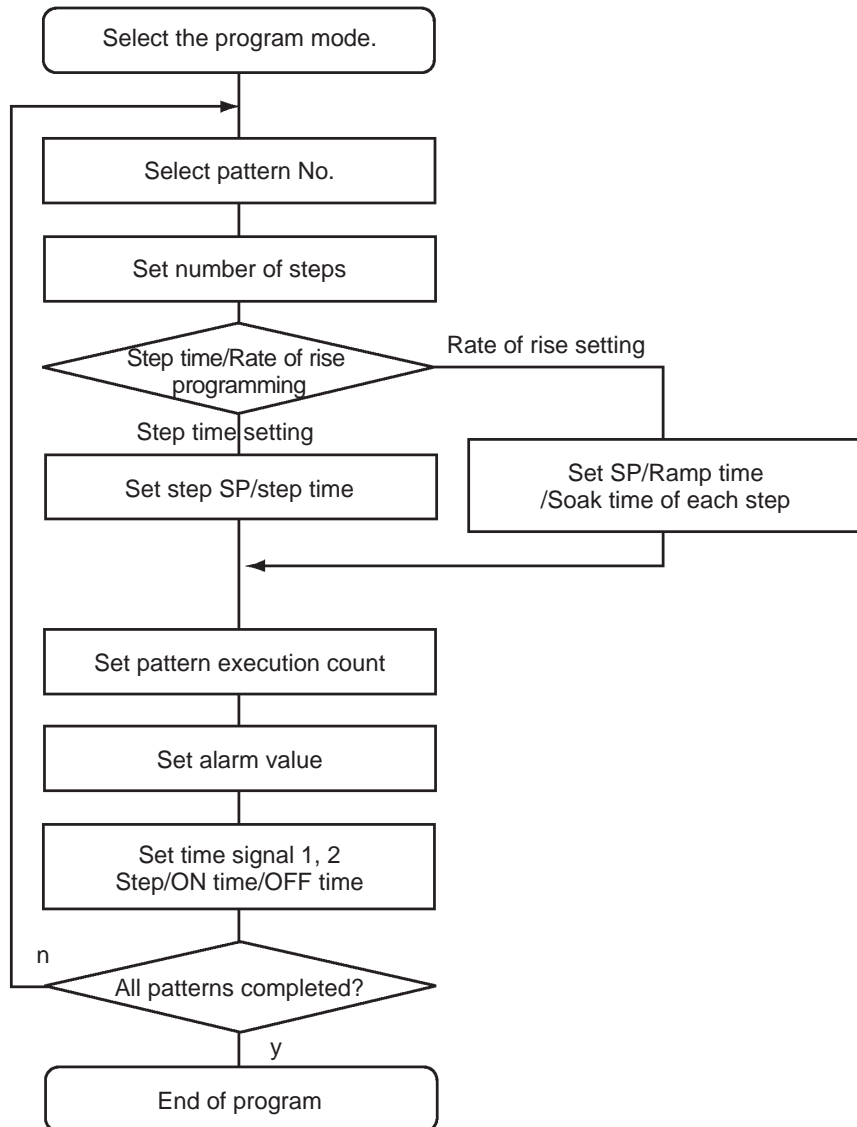 Select the program mode.
Select pattern No.
Set number of steps
Step time/Rate of rise
programming
Rate of rise setting
Step time setting
Set step SP/step time
Set SP/Ramp time
/Soak time of each step
Set pattern execution count
Set alarm value
Set time signal 1, 2
Step/ON time/OFF time
n
All patterns completed?
y
End of program